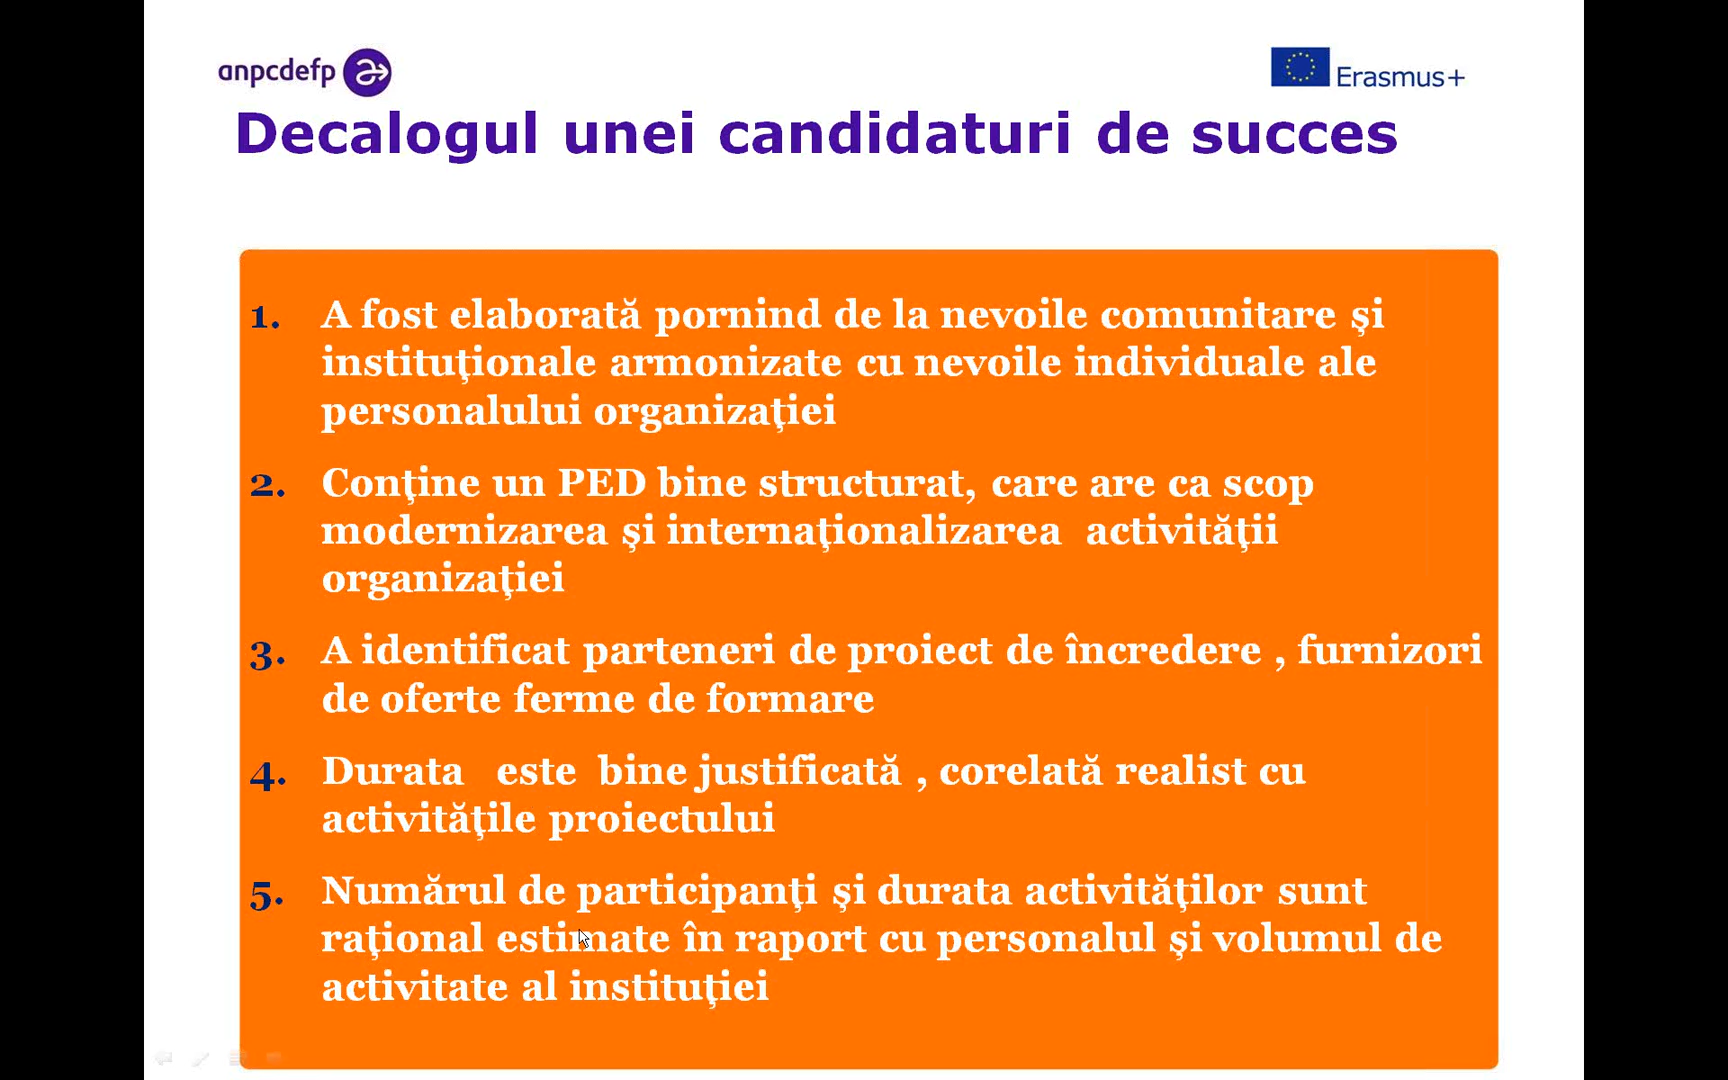 anpcdefp
Erasmus+
Decalogul unei candidaturi de succes
1. A fost elaborată pornind de la nevoile comunitare şi
instituţionale armonizate cu nevoile individuale ale
personalului organizaţiei
2. Conţine un PED bine structurat, care are ca scop
modernizarea şi internaţionalizarea activităţii
organizaţiei
3. A identificat parteneri de proiect de încredere , furnizori
de oferte ferme de formare
4. Durata este bine justificată , corelată realist cu
activităţile proiectului
5. Numărul de participanţi şi durata activităţilor sunt
raţional estimate în raport cu personalul şi volumul de
activitate al instituţiei